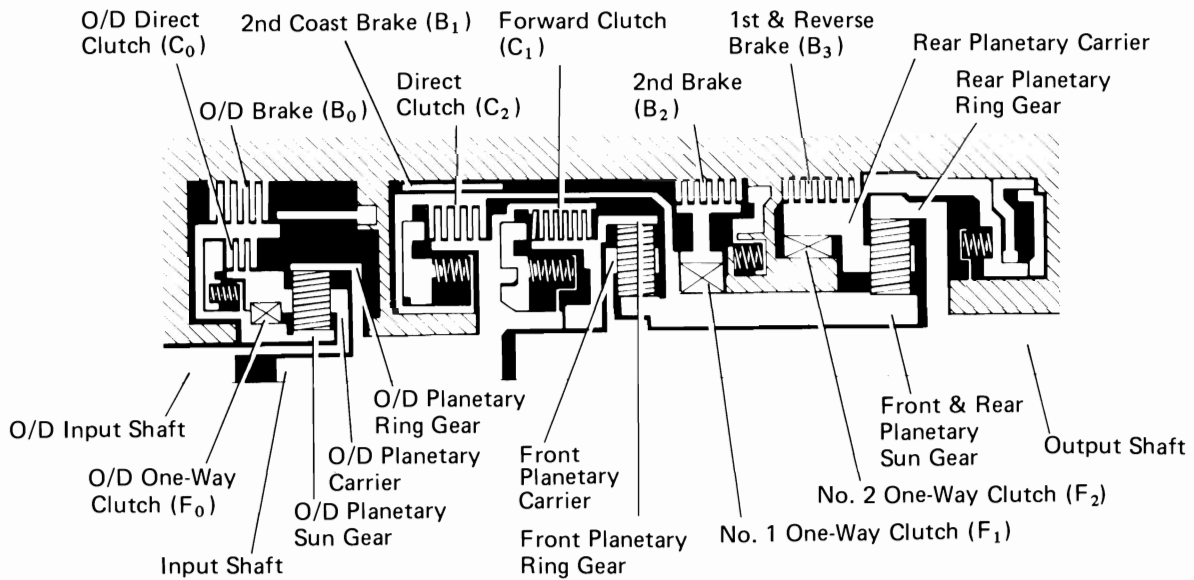 O/D Direct
Clutch (C₀)
2nd Coast Brake (B₁)
Forward Clutch
(C₁)
1st & Reverse
Brake (B₃)
Rear Planetary Carrier
O/D Brake (B₀)
Direct
Clutch (C₂)
2nd Brake
(B₂)
Rear Planetary
Ring Gear
O/D Input Shaft
O/D One-Way
Clutch (F₀)
Input Shaft
O/D Planetary
Sun Gear
O/D Planetary
Carrier
O/D Planetary
Ring Gear
Front
Planetary
Carrier
Front Planetary
Ring Gear
No. 1 One-Way Clutch (F₁)
No. 2 One-Way Clutch (F₂)
Front & Rear
Planetary
Sun Gear
Output Shaft